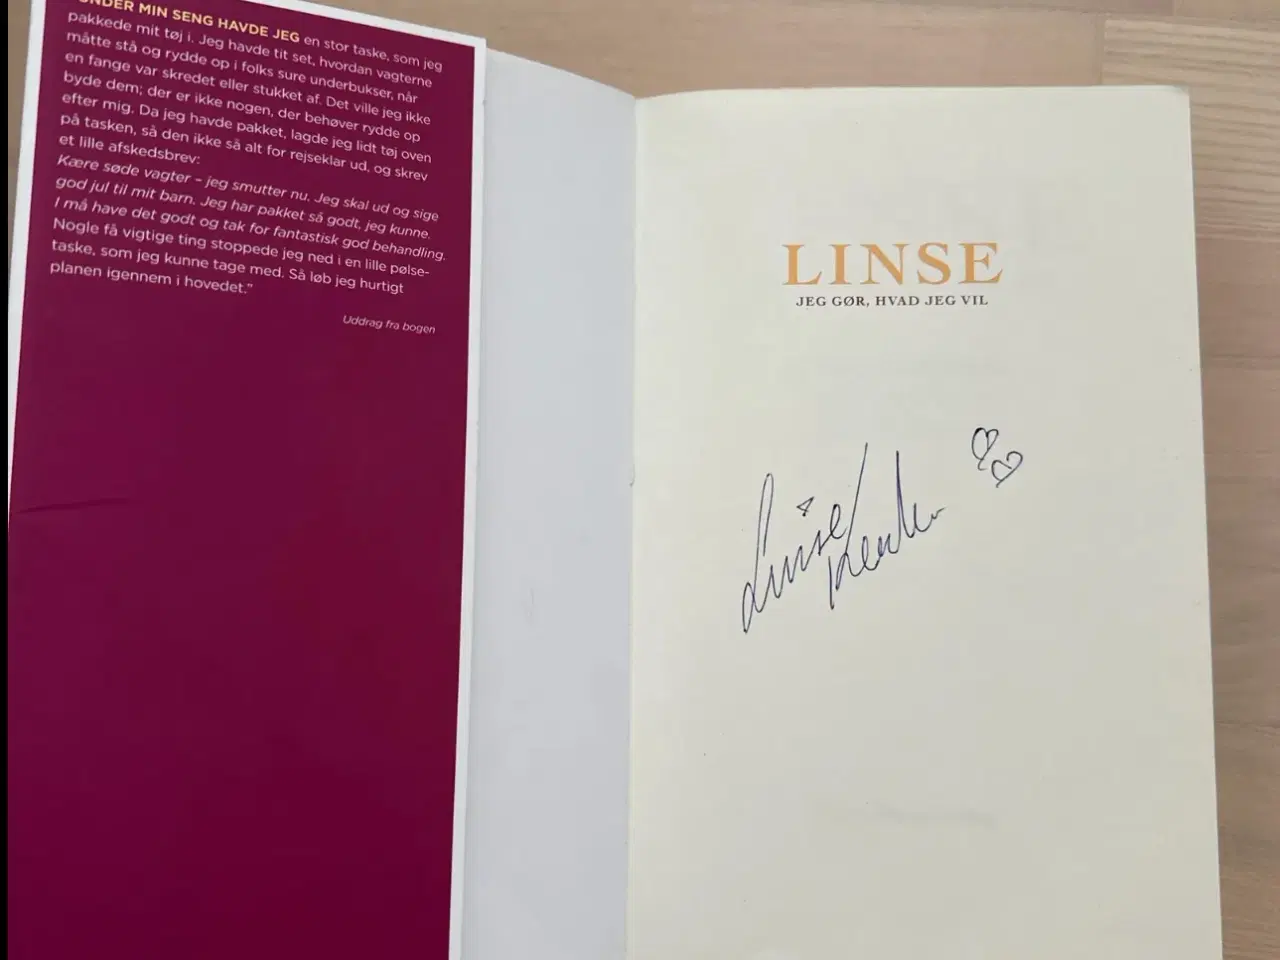 UNDER MIN SENG HAVDE JEG en stor taske, som jeg
pakkede mit tøj i. Jeg havde tit set, hvordan vagterne
måtte stå og rydde op i folks sure underbukser, når
en fange var skredet eller stukket af. Det ville jeg ikke
byde dem; der er ikke nogen, der behøver rydde op
efter mig. Da jeg havde pakket, lagde jeg lidt tøj oven
på tasken, så den ikke så alt for rejseklar ud, og skrev
et lille afskedsbrev:
Kære søde vagter – jeg smutter nu. Jeg skal ud og sige
god jul til mit barn. Jeg har pakket så godt, jeg kunne.
I må have det godt og tak for fantastisk god behandling.
Nogle få vigtige ting stoppede jeg ned i en lille pølse-
taske, som jeg kunne tage med. Så løb jeg hurtigt
planen igennem i hovedet.”
Uddrag fra bogen
LINSE
JEG GØR, HVAD JEG VIL
Linse